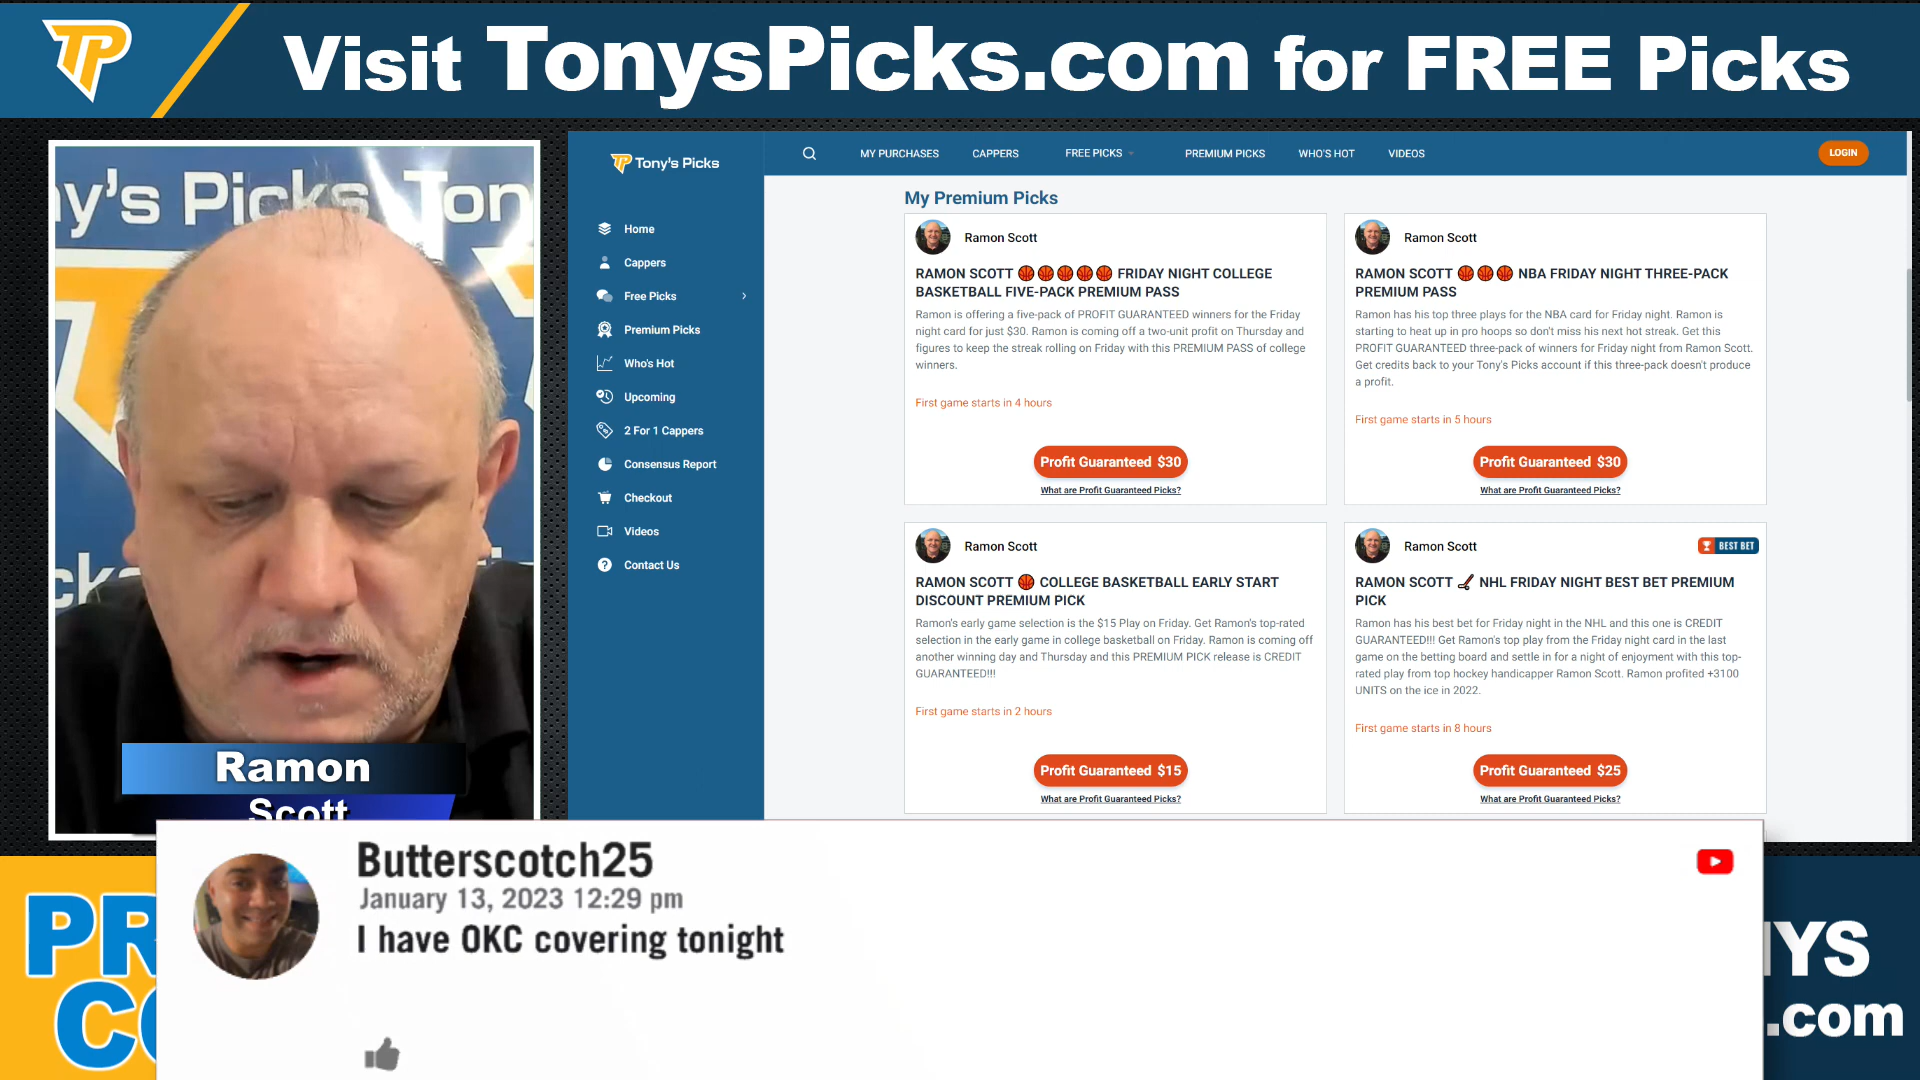 TP
Visit TonysPicks.com for FREE Picks
ny's Picks Ton
Ramon
Scott
TP Tony's Picks
MY PURCHASES
CAPPERS
FREE PICKS
PREMIUM PICKS
WHO'S HOT
VIDEOS
LOGIN
Home
Cappers
Free Picks
Premium Picks
Who's Hot
Upcoming
2 For 1 Cappers
Consensus Report
Checkout
Videos
Contact Us
My Premium Picks
Ramon Scott
RAMON SCOTT 🏀🏀🏀🏀🏀 FRIDAY NIGHT COLLEGE
BASKETBALL FIVE-PACK PREMIUM PASS
Ramon is offering a five-pack of PROFIT GUARANTEED winners for the Friday
night card for just $30. Ramon is coming off a two-unit profit on Thursday and
figures to keep the streak rolling on Friday with this PREMIUM PASS of college
winners.
First game starts in 4 hours
Profit Guaranteed $30
What are Profit Guaranteed Picks?
Ramon Scott
RAMON SCOTT 🏀🏀🏀 NBA FRIDAY NIGHT THREE-PACK
PREMIUM PASS
Ramon has his top three plays for the NBA card for Friday night. Ramon is
starting to heat up in pro hoops so don't miss his next hot streak. Get this
PROFIT GUARANTEED three-pack of winners for Friday night from Ramon Scott.
Get credits back to your Tony's Picks account if this three-pack doesn't produce
a profit.
First game starts in 5 hours
Profit Guaranteed $30
What are Profit Guaranteed Picks?
Ramon Scott
RAMON SCOTT 🏀 COLLEGE BASKETBALL EARLY START
DISCOUNT PREMIUM PICK
Ramon's early game selection is the $15 Play on Friday. Get Ramon's top-rated
selection in the early game in college basketball on Friday. Ramon is coming off
another winning day and Thursday and this PREMIUM PICK release is CREDIT
GUARANTEED!!!
First game starts in 2 hours
Profit Guaranteed $15
What are Profit Guaranteed Picks?
Ramon Scott
BEST BET
RAMON SCOTT 🏒 NHL FRIDAY NIGHT BEST BET PREMIUM
PICK
Ramon has his best bet for Friday night in the NHL and this one is CREDIT
GUARANTEED!!! Get Ramon's top play from the Friday night card in the last
game on the betting board and settle in for a night of enjoyment with this top-
rated play from top hockey handicapper Ramon Scott. Ramon profited +3100
UNITS on the ice in 2022.
First game starts in 8 hours
Profit Guaranteed $25
What are Profit Guaranteed Picks?
Butterscotch25
January 13, 2023 12:29 pm
I have OKC covering tonight
PR
CO
NYS
.com